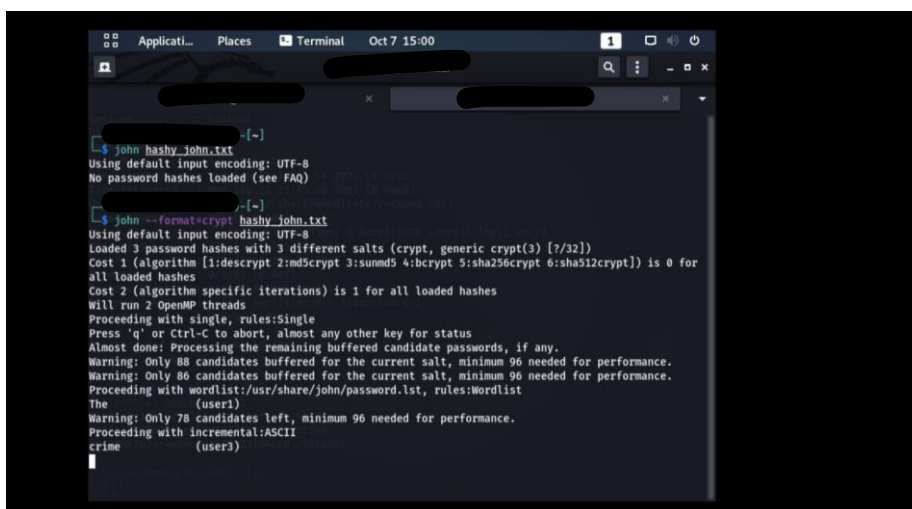 Applicati... Places Terminal Oct 7 15:00 1
-[~]
$ john hashy_john.txt
Using default input encoding: UTF-8
No password hashes loaded (see FAQ)
-[~]
$ john --format=crypt hashy_john.txt
Using default input encoding: UTF-8
Loaded 3 password hashes with 3 different salts (crypt, generic crypt(3) [?/32])
Cost 1 (algorithm [1:descrypt 2:md5crypt 3:sunmd5 4:bcrypt 5:sha256crypt 6:sha512crypt]) is 0 for
all loaded hashes
Cost 2 (algorithm specific iterations) is 1 for all loaded hashes
Will run 2 OpenMP threads
Proceeding with single, rules:Single
Press 'q' or Ctrl-C to abort, almost any other key for status
Almost done: Processing the remaining buffered candidate passwords, if any.
Warning: Only 88 candidates buffered for the current salt, minimum 96 needed for performance.
Warning: Only 86 candidates buffered for the current salt, minimum 96 needed for performance.
Proceeding with wordlist:/usr/share/john/password.lst, rules:Wordlist
The (user1)
Warning: Only 78 candidates left, minimum 96 needed for performance.
Proceeding with incremental:ASCII
crime (user3)